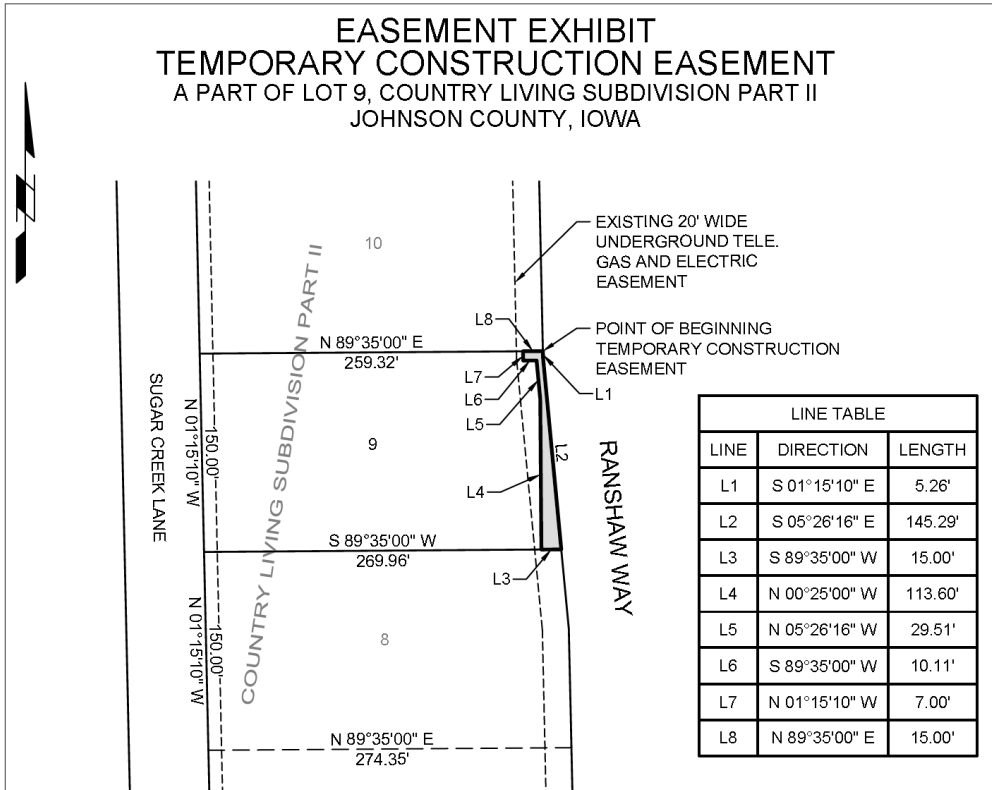 EASEMENT EXHIBIT
TEMPORARY CONSTRUCTION EASEMENT
A PART OF LOT 9, COUNTRY LIVING SUBDIVISION PART II
JOHNSON COUNTY, IOWA
N
10
EXISTING 20' WIDE
UNDERGROUND TELE.
GAS AND ELECTRIC
EASEMENT
L8
POINT OF BEGINNING
TEMPORARY CONSTRUCTION
EASEMENT
N 89°35'00" E
259.32'
L7
L6
L5
L1
L2
L4
L3
SUGAR CREEK LANE
N 01°15'10" W
150.00'
COUNTRY LIVING SUBDIVISION PART II
9
RANSHAW WAY
S 89°35'00" W
269.96'
N 01°15'10" W
150.00'
8
N 89°35'00" E
274.35'
LINE TABLE
LINE DIRECTION LENGTH
L1 S 01°15'10" E 5.26'
L2 S 05°26'16" E 145.29'
L3 S 89°35'00" W 15.00'
L4 N 00°25'00" W 113.60'
L5 N 05°26'16" W 29.51'
L6 S 89°35'00" W 10.11'
L7 N 01°15'10" W 7.00'
L8 N 89°35'00" E 15.00'